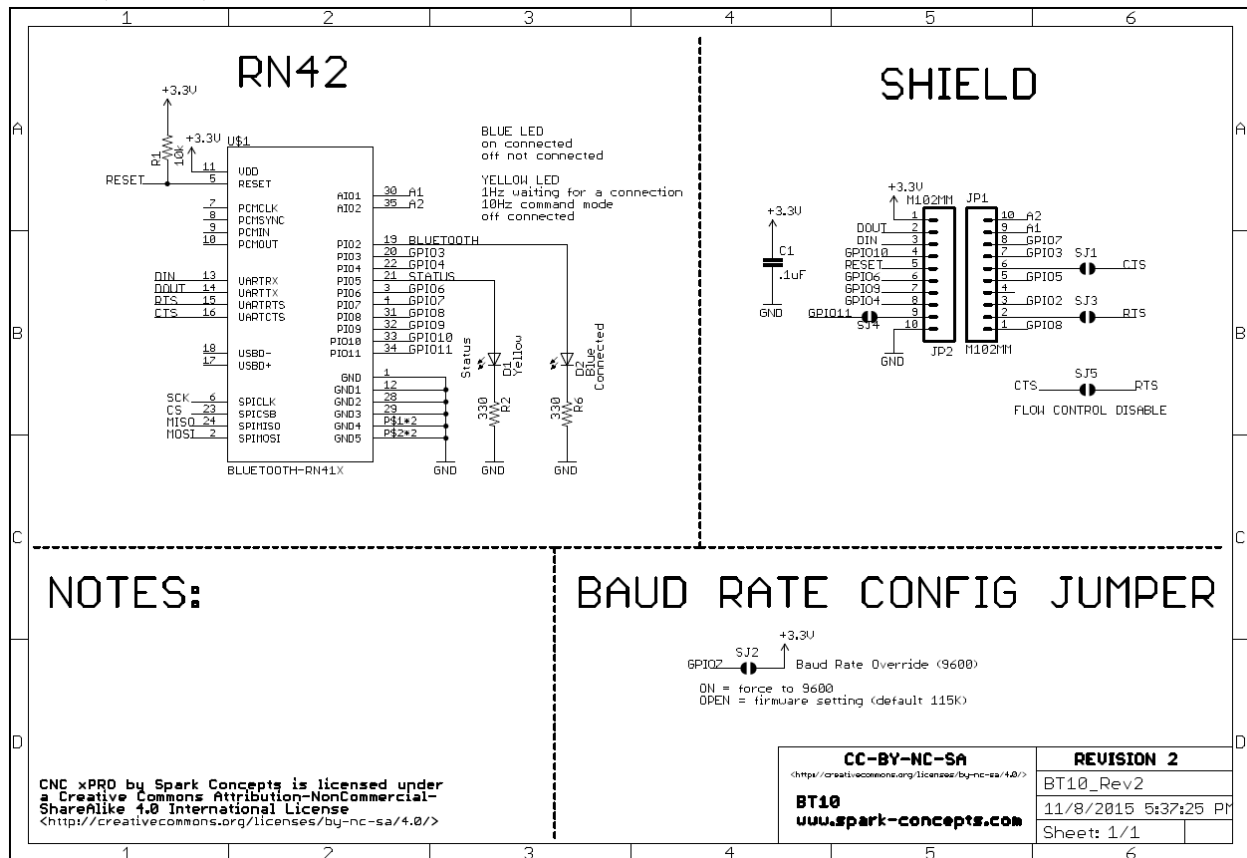 1 2 3 4 5 6
A
B
C
D
RN42
+3.3V
+3.3V
R1
10k
RESET
U$1
11 VDD
5 RESET
7 PCMCLK
8 PCMSYNC
9 PCMIN
10 PCMOUT
DIN 13 UARTRX
DOUT 14 UARTTX
RTS 15 UARTRTS
CTS 16 UARTCTS
18 USBD-
17 USBD+
SCK 6 SPICLK
CS 23 SPICSB
MISO 24 SPIMISO
MOSI 2 SPIMOSI
AIO1 30 A1
AIO2 35 A2
PIO2 19 BLUETOOTH
PIO3 20 GPIO3
PIO4 22 GPIO4
PIO5 21 STATUS
PIO6 3 GPIO6
PIO7 4 GPIO7
PIO8 31 GPIO8
PIO9 32 GPIO9
PIO10 33 GPIO10
PIO11 34 GPIO11
GND 1
GND1 12
GND2 28
GND3 29
GND4 P$1*2
GND5 P$2*2
BLUETOOTH-RN41X
GND
BLUE LED
on connected
off not connected
YELLOW LED
1Hz waiting for a connection
10Hz command mode
off connected
Status
D1
Yellow
330
R2
GND
D2
Blue
Connected
330
R6
GND
SHIELD
+3.3V
C1
.1uF
GND
+3.3V
M102MM
JP1
1
DOUT 2
DIN 3
GPIO10 4
RESET 5
GPIO6 6
GPIO9 7
GPIO4 8
GPIO11 9
SJ4
10
GND
JP2
M102MM
10 A2
9 A1
8 GPIO7
7 GPIO3
6 SJ1 CTS
5 GPIO5
4
3 GPIO2
2 SJ3 RTS
1 GPIO8
SJ5
CTS RTS
FLOW CONTROL DISABLE
NOTES:
BAUD RATE CONFIG JUMPER
+3.3V
SJ2
GPIO7 Baud Rate Override (9600)
ON = force to 9600
OPEN = firmware setting (default 115K)
CNC xPRO by Spark Concepts is licensed under
a Creative Commons Attribution-NonCommercial-
ShareAlike 4.0 International License
<http://creativecommons.org/licenses/by-nc-sa/4.0/>
CC-BY-NC-SA
<http://creativecommons.org/licenses/by-nc-sa/4.0/>
BT10
www.spark-concepts.com
REVISION 2
BT10_Rev2
11/8/2015 5:37:25 PM
Sheet: 1/1
A
B
C
D
1 2 3 4 5 6